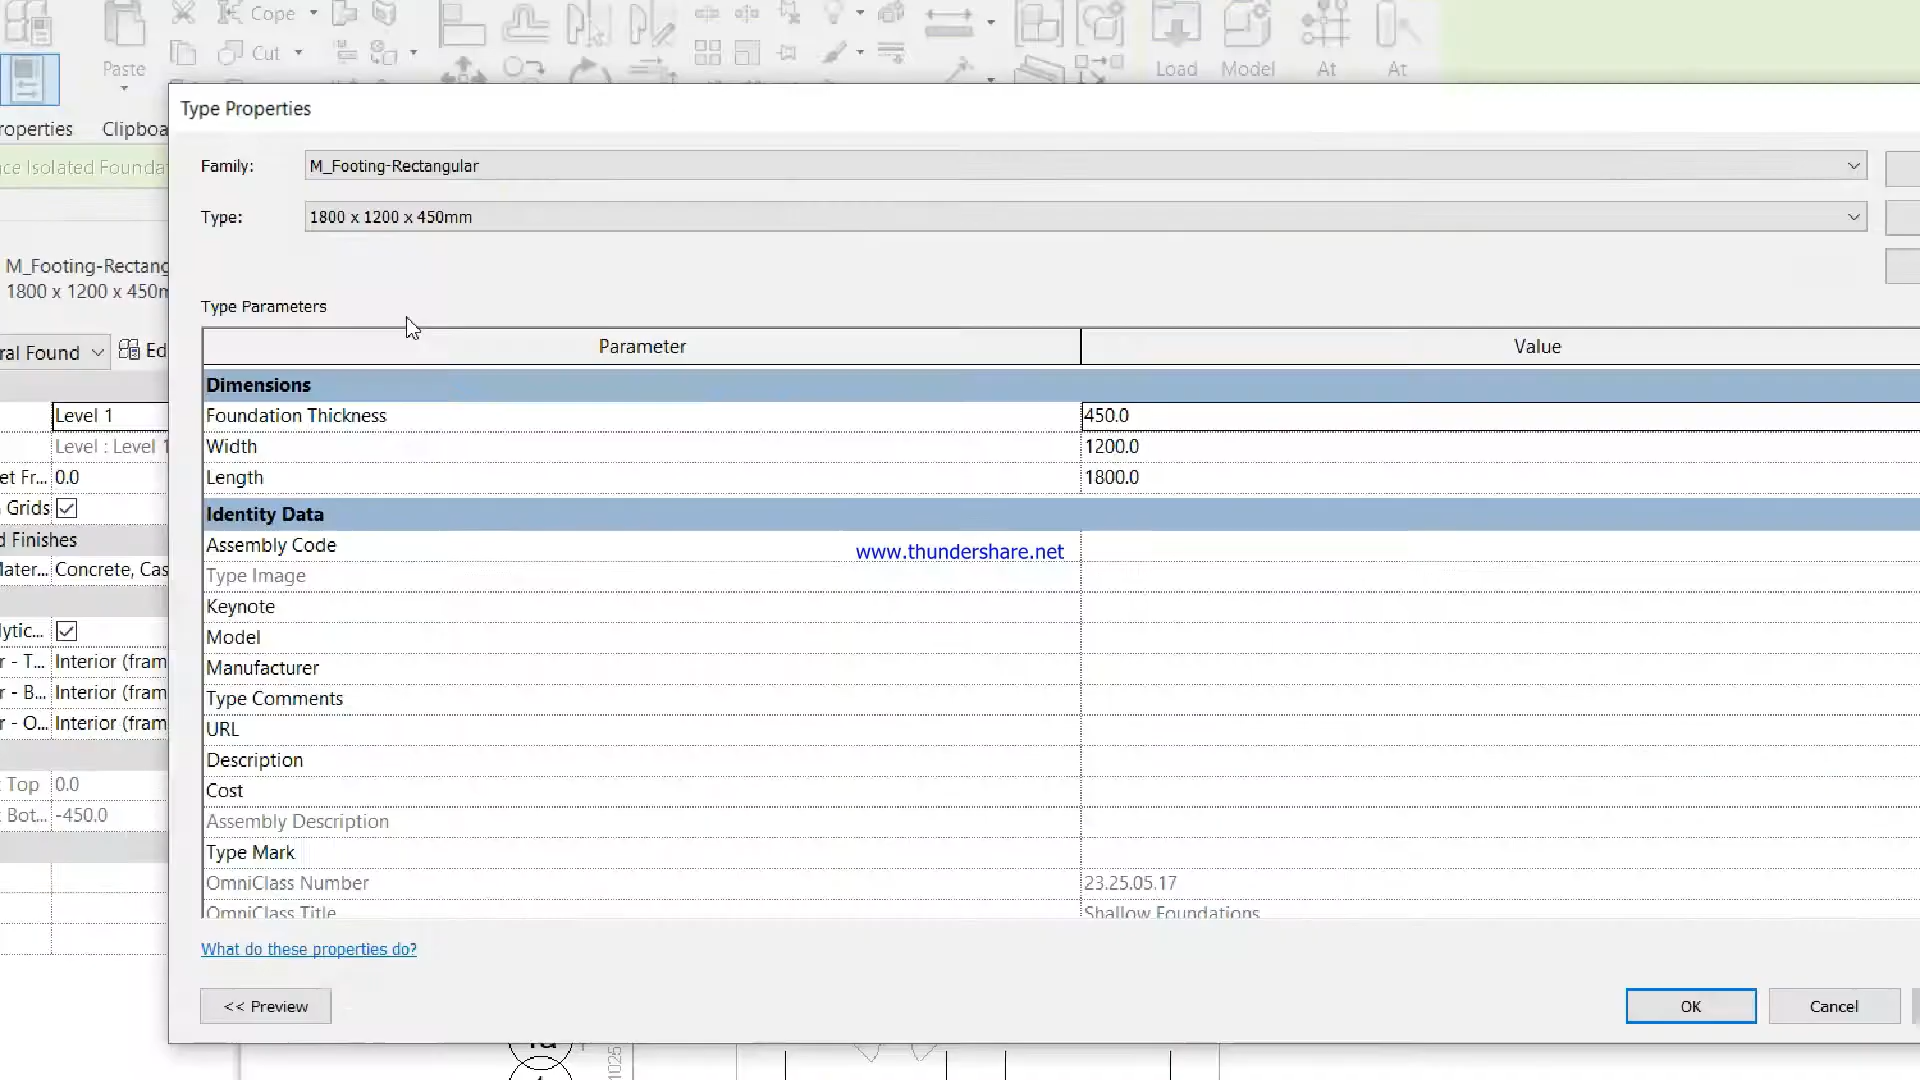 Cope
Cut
Paste
Load
Model
At
At
roperties
Clipboa
ce Isolated Founda
Type Properties
Family:
M_Footing-Rectangular
Type:
1800 x 1200 x 450mm
M_Footing-Rectang
1800 x 1200 x 450m
ral Found
Ed
Type Parameters
Parameter
Value
Dimensions
Foundation Thickness
450.0
Width
1200.0
Length
1800.0
Identity Data
Assembly Code
www.thundershare.net
Type Image
Keynote
Model
Manufacturer
Type Comments
URL
Description
Cost
Assembly Description
Type Mark
OmniClass Number
23.25.05.17
OmniClass Title
Shallow Foundations
Level 1
Level : Level 1
et Fr...
0.0
Grids
d Finishes
Mater...
Concrete, Cas
lytic...
r - T...
Interior (fram
r - B...
Interior (fram
r - O...
Interior (fram
Top
0.0
Bot...
-450.0
What do these properties do?
<< Preview
OK
Cancel
1025